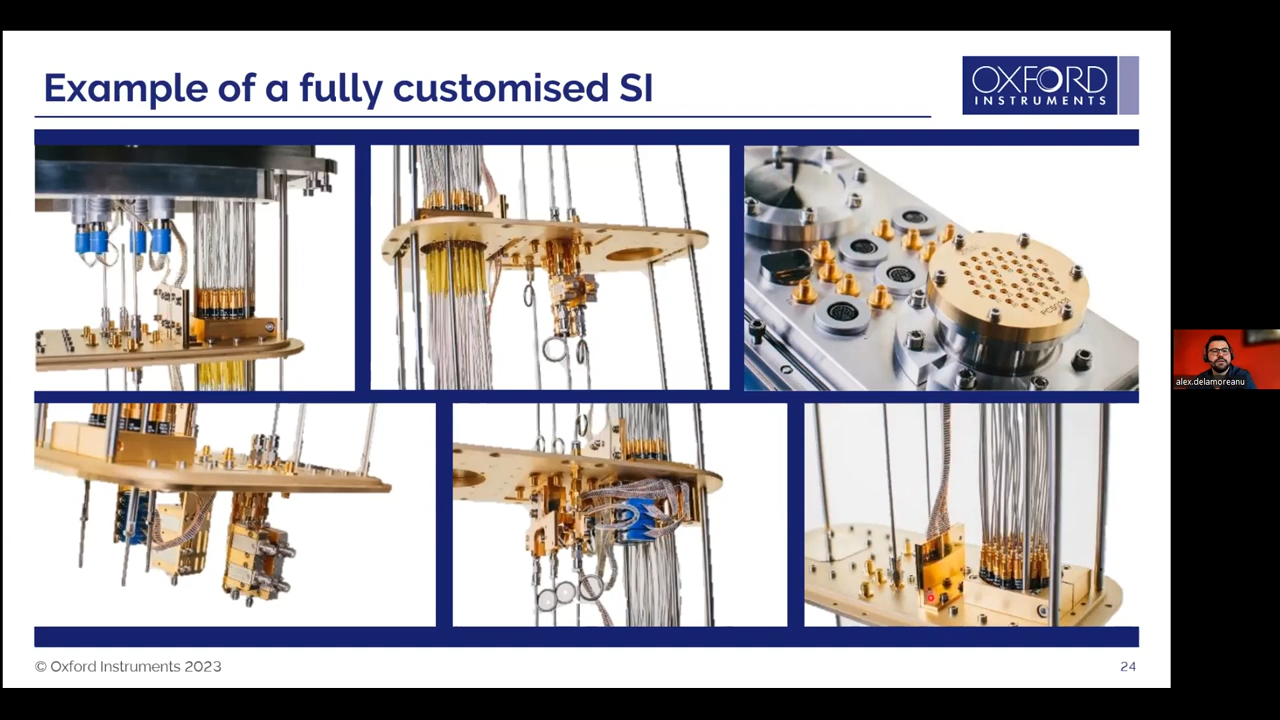 Example of a fully customised SI
OXFORD
INSTRUMENTS
alex.delamoreanu
© Oxford Instruments 2023
24